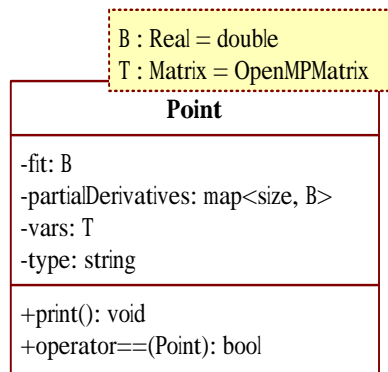 B : Real = double
T : Matrix = OpenMPMatrix
Point
-fit: B
-partialDerivatives: map<size, B>
-vars: T
-type: string
+print(): void
+operator==(Point): bool